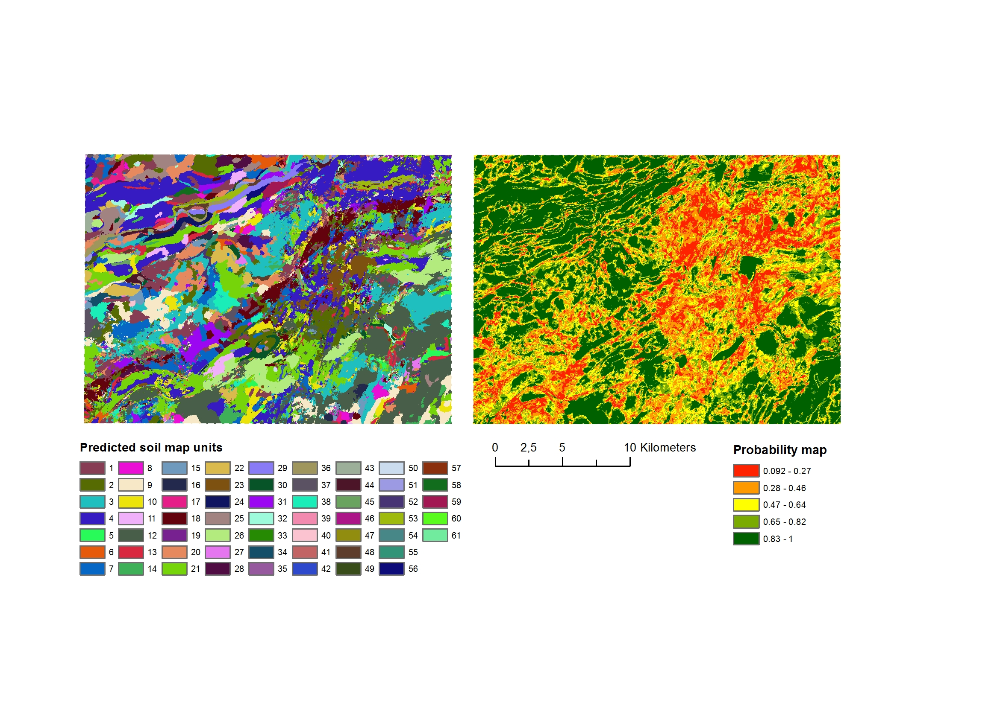 0 2,5 5 10 Kilometers
Predicted soil map units
Probability map
1 8 15 22 29 36 43 50 57
2 9 16 23 30 37 44 51 58
3 10 17 24 31 38 45 52 59
4 11 18 25 32 39 46 53 60
5 12 19 26 33 40 47 54 61
6 13 20 27 34 41 48 55
7 14 21 28 35 42 49 56
0.092 - 0.27
0.28 - 0.46
0.47 - 0.64
0.65 - 0.82
0.83 - 1